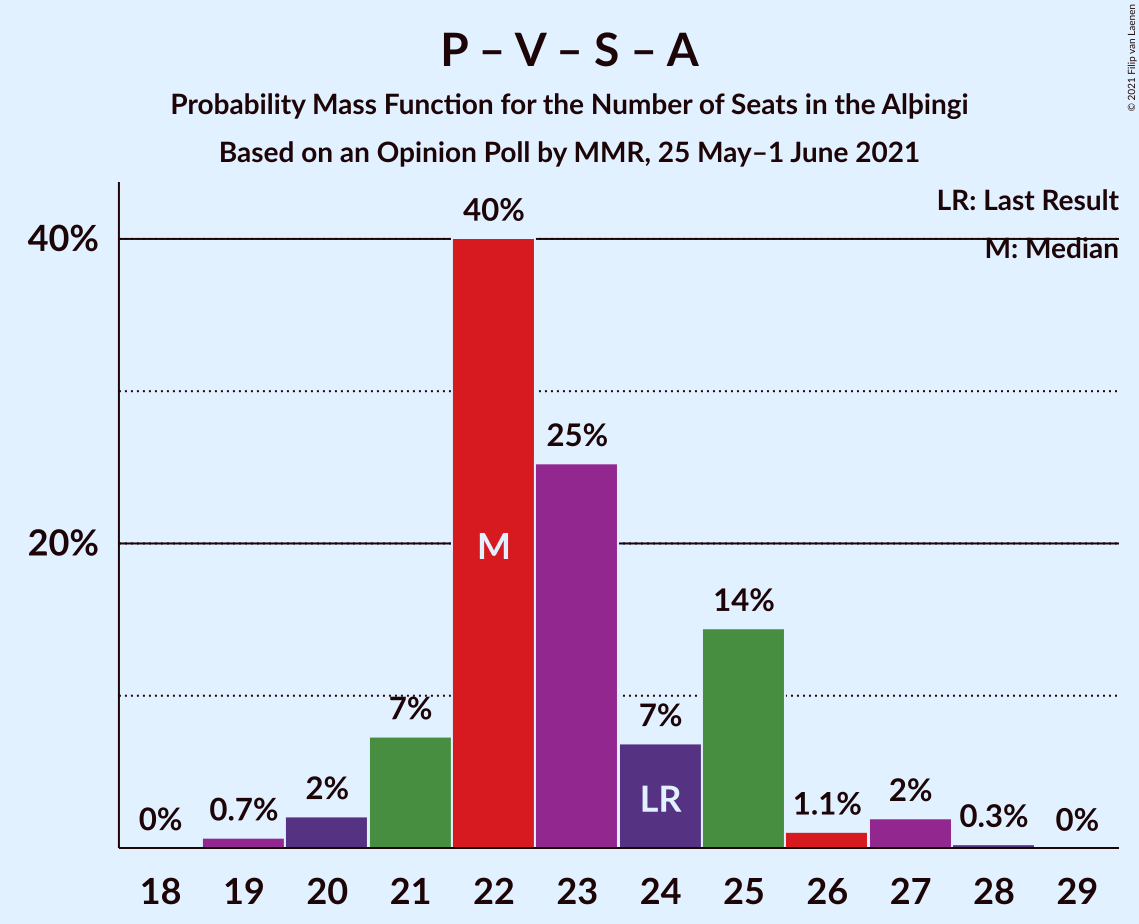 P – V – S – A
Probability Mass Function for the Number of Seats in the Alþingi
Based on an Opinion Poll by MMR, 25 May–1 June 2021
© 2021 Filip van Laenen
LR: Last Result
M: Median
40%
20%
0%
0.7%
2%
7%
40%
25%
7%
14%
1.1%
2%
0.3%
0%
M
LR
18 19 20 21 22 23 24 25 26 27 28 29